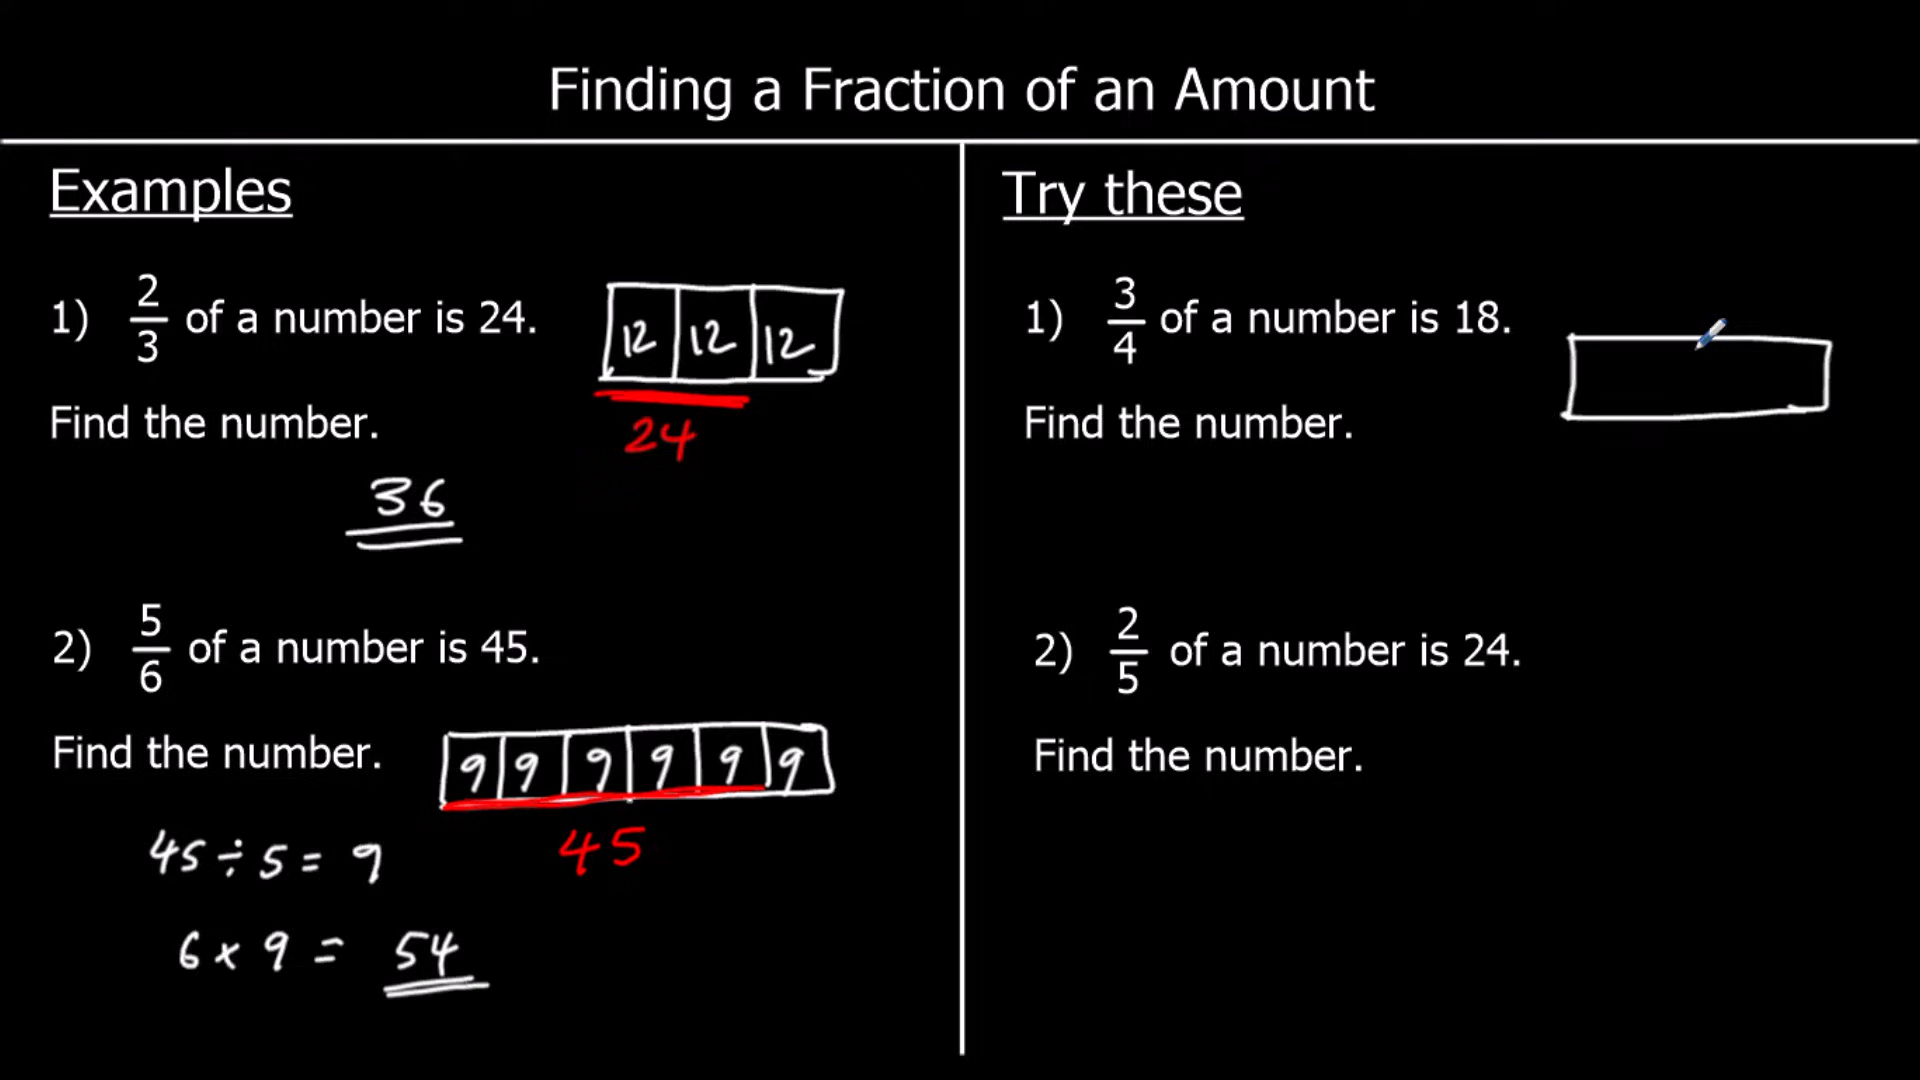 Finding a Fraction of an Amount
Examples
1) 2/3 of a number is 24.
12 12 12
24
Find the number.
36
2) 5/6 of a number is 45.
Find the number.
9 9 9 9 9 9
45
45 ÷ 5 = 9
6 × 9 = 54
Try these
1) 3/4 of a number is 18.
Find the number.
2) 2/5 of a number is 24.
Find the number.